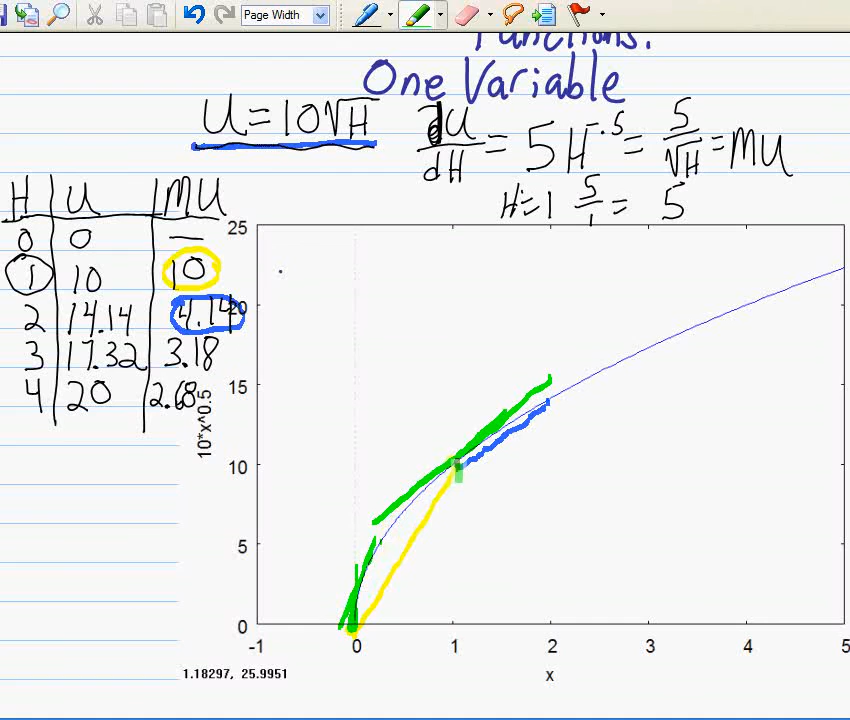 Page Width
Functions:
One Variable
U = 10√H
dU/dH = 5H^-.5 = 5/√H = MU
H=1 5/1 = 5
H U MU
0 0 —
1 10 10
2 14.14 4.14
3 17.32 3.18
4 20 2.68
25
20
15
10
5
0
10*x^0.5
-1 0 1 2 3 4 5
x
1.18297, 25.9951